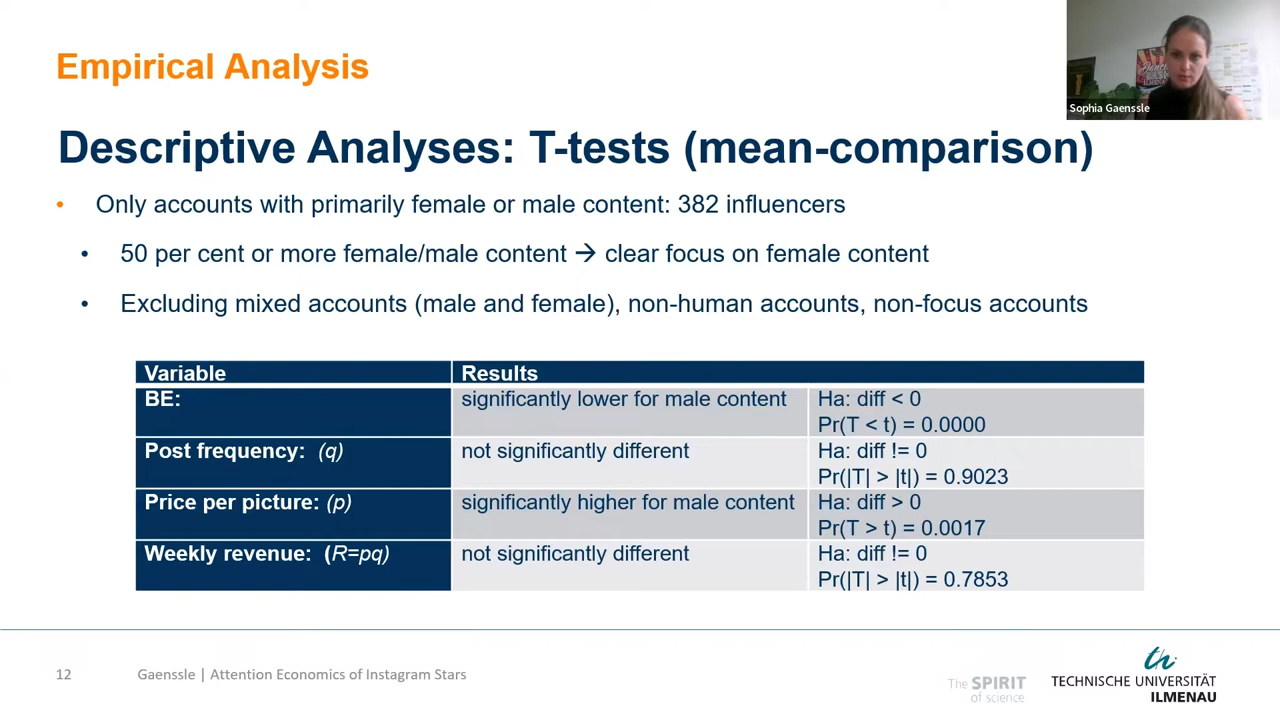 Empirical Analysis
Sophia Gaenssle
Descriptive Analyses: T-tests (mean-comparison)
• Only accounts with primarily female or male content: 382 influencers
• 50 per cent or more female/male content → clear focus on female content
• Excluding mixed accounts (male and female), non-human accounts, non-focus accounts
Variable Results
BE: significantly lower for male content Ha: diff < 0
Pr(T < t) = 0.0000
Post frequency: (q) not significantly different Ha: diff != 0
Pr(|T| > |t|) = 0.9023
Price per picture: (p) significantly higher for male content Ha: diff > 0
Pr(T > t) = 0.0017
Weekly revenue: (R=pq) not significantly different Ha: diff != 0
Pr(|T| > |t|) = 0.7853
12 Gaenssle | Attention Economics of Instagram Stars
The SPIRIT
of science
th
TECHNISCHE UNIVERSITÄT
ILMENAU